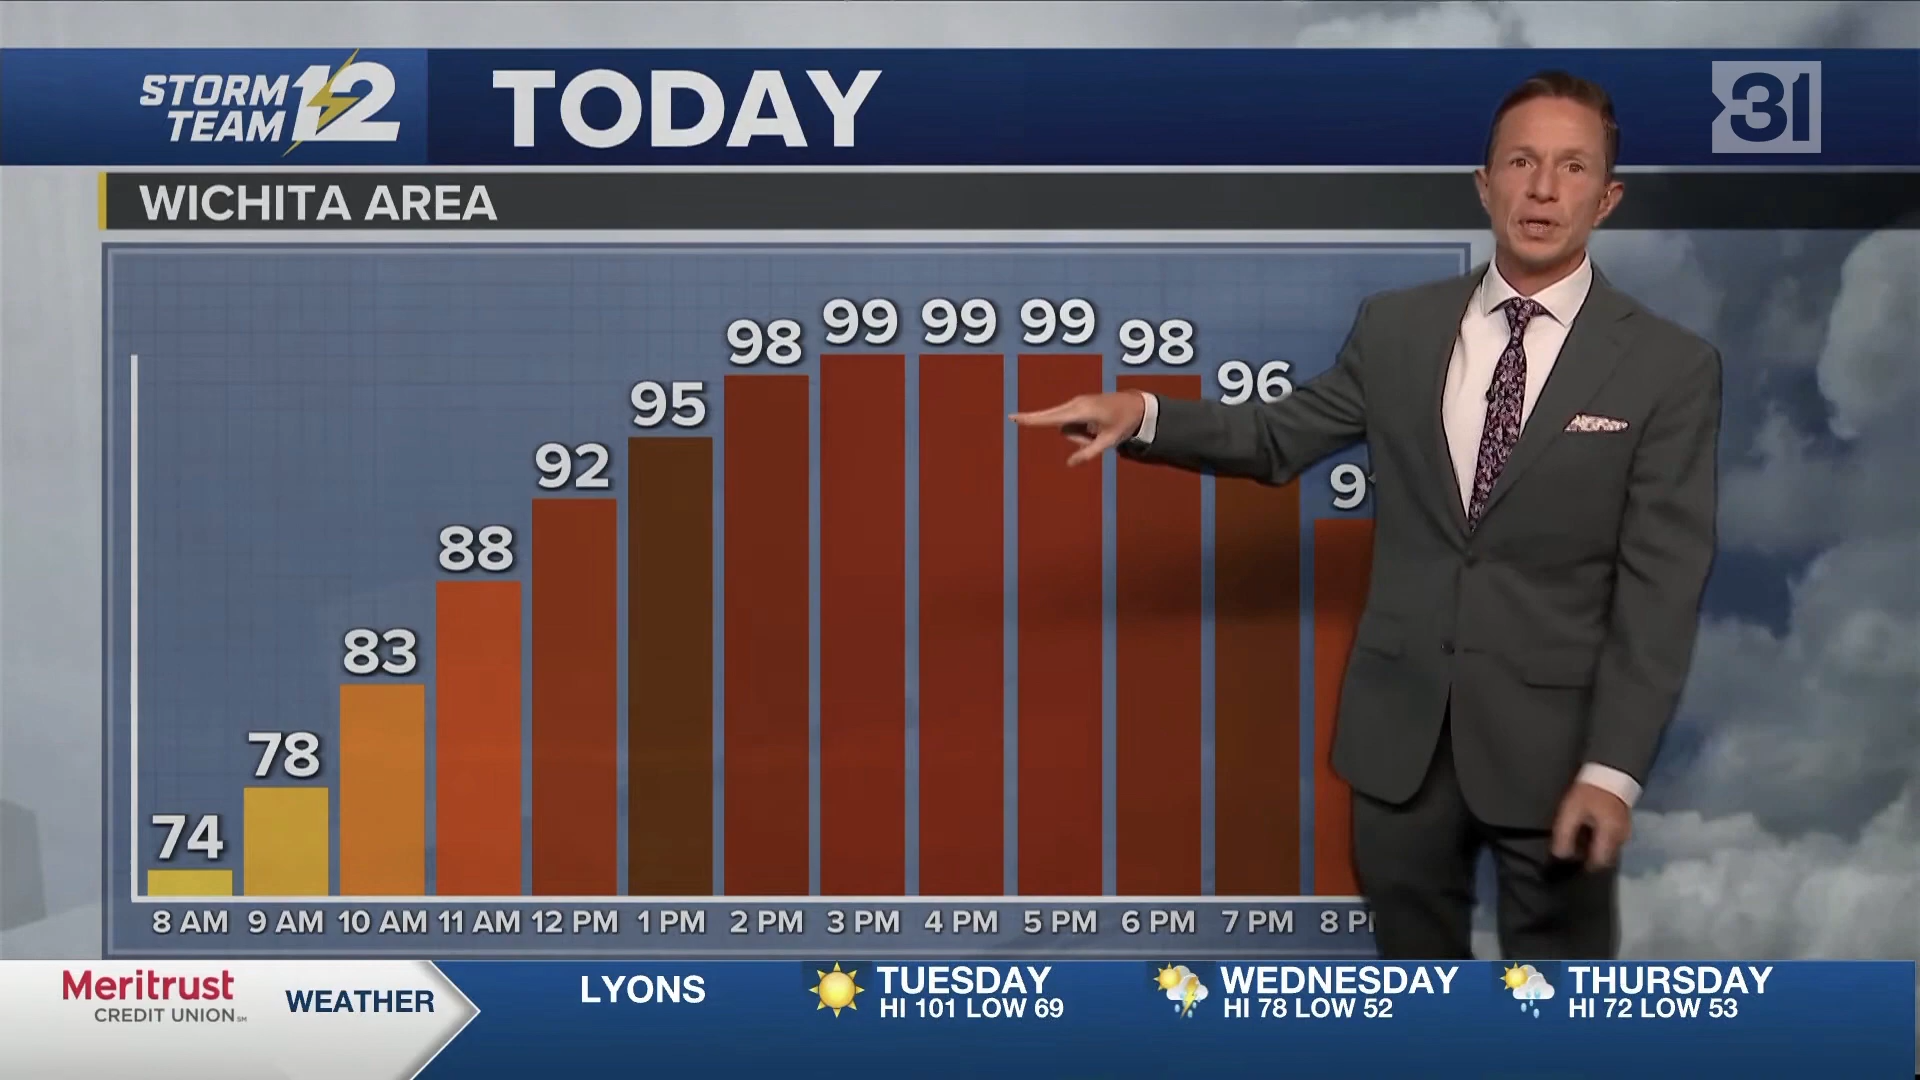 STORM
TEAM 12
TODAY
31
WICHITA AREA
74
78
83
88
92
95
98
99
99
99
98
96
8 AM
9 AM
10 AM
11 AM
12 PM
1 PM
2 PM
3 PM
4 PM
5 PM
6 PM
7 PM
8
Meritrust
CREDIT UNION SM
WEATHER
LYONS
TUESDAY
HI 101 LOW 69
WEDNESDAY
HI 78 LOW 52
THURSDAY
HI 72 LOW 53